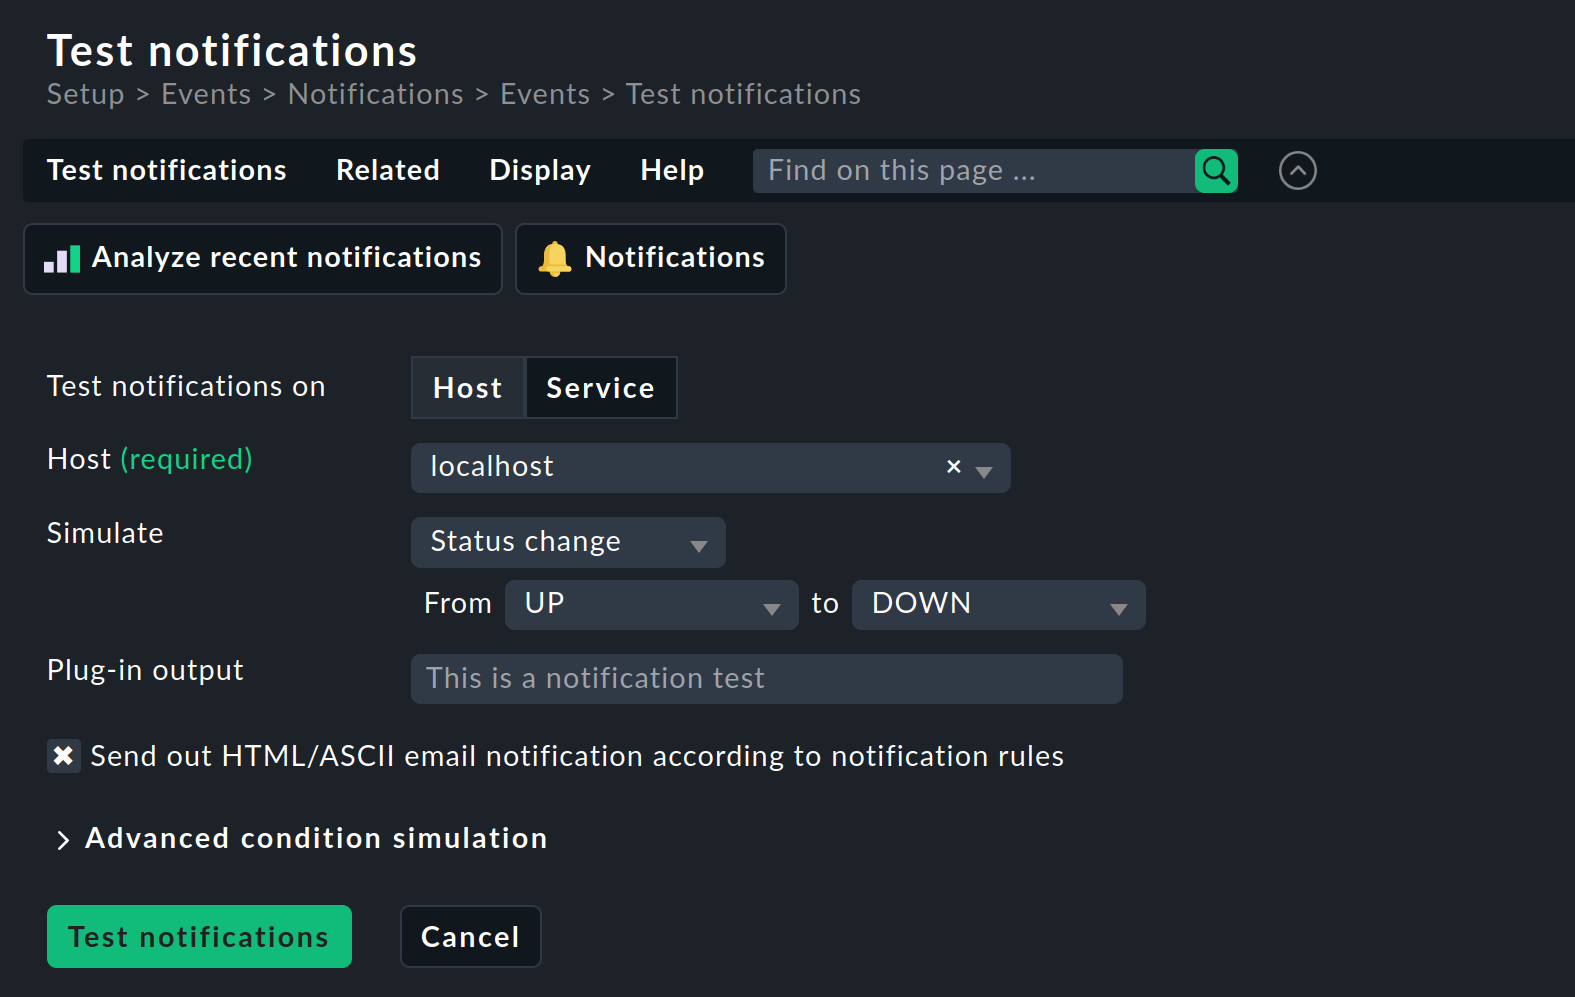 Test notifications
Setup > Events > Notifications > Events > Test notifications
Test notifications Related Display Help Find on this page ...
Analyze recent notifications Notifications
Test notifications on Host Service
Host (required) localhost
Simulate Status change
From UP to DOWN
Plug-in output This is a notification test
Send out HTML/ASCII email notification according to notification rules
Advanced condition simulation
Test notifications Cancel